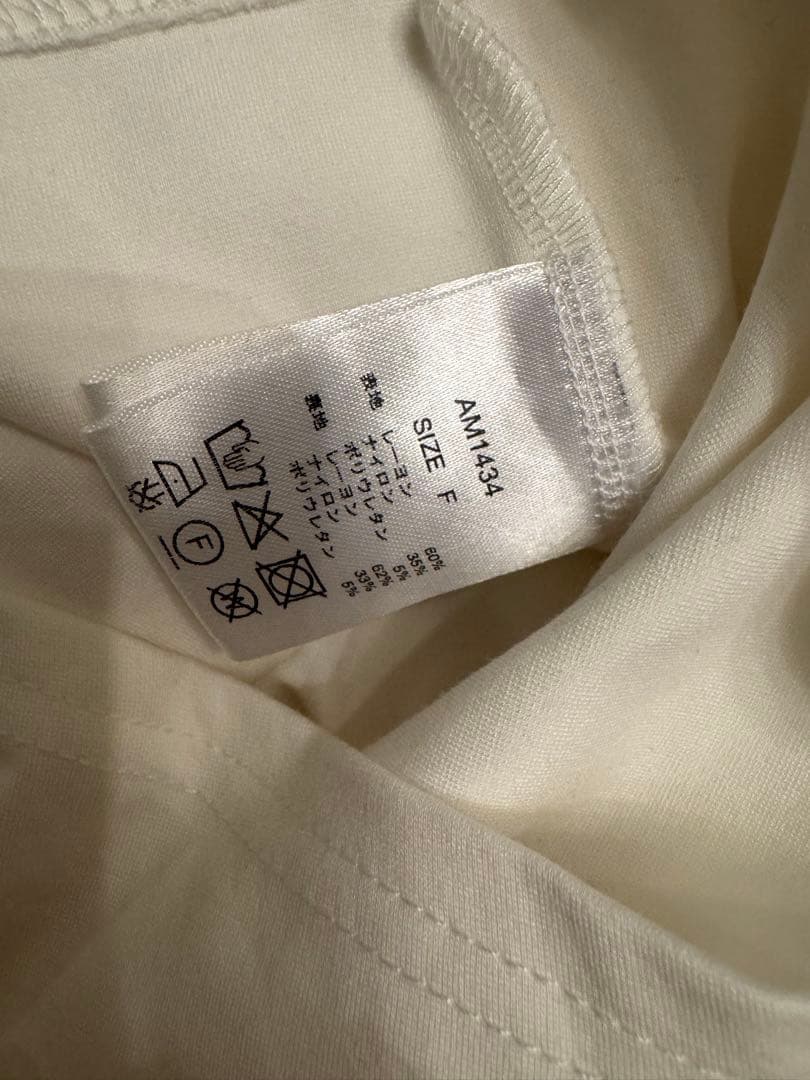 AM1434
SIZE F
表地 レーヨン 60%
ナイロン 35%
ポリウレタン 5%
裏地 レーヨン 62%
ナイロン 33%
ポリウレタン 5%
F
W